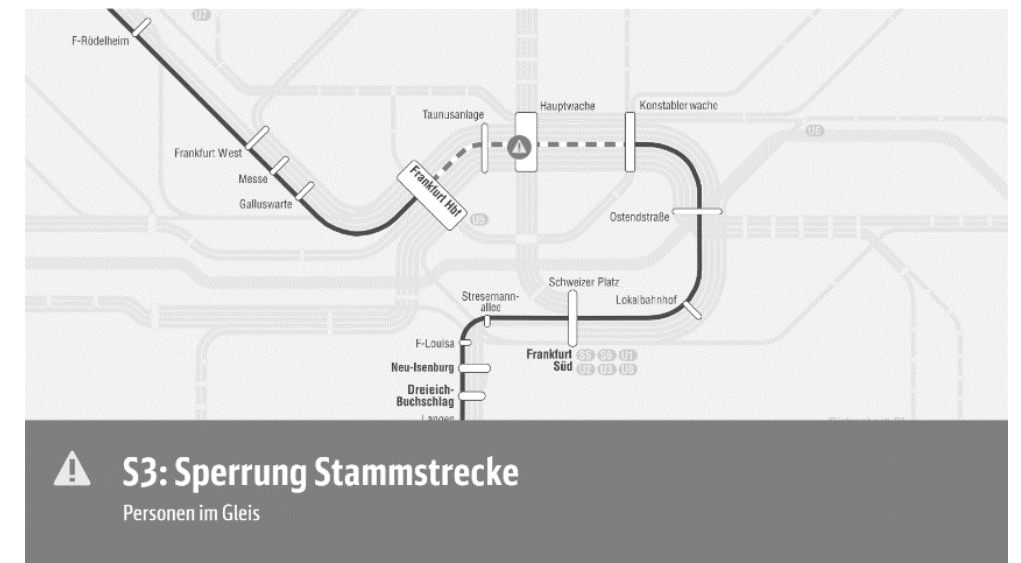 U7
F-Rödelheim
Taunusanlage
Hauptwache
Konstablerwache
U6
Frankfurt West
Messe
Galluswarte
Frankfurt Hbf
U5
Ostendstraße
Schweizer Platz
Stresemann-
allee
Lokalbahnhof
F-Louisa
Frankfurt
Süd
S5 S6 U1
U2 U3 U8
Neu-Isenburg
Dreieich-
Buchschlag
Langen
S3: Sperrung Stammstrecke
Personen im Gleis